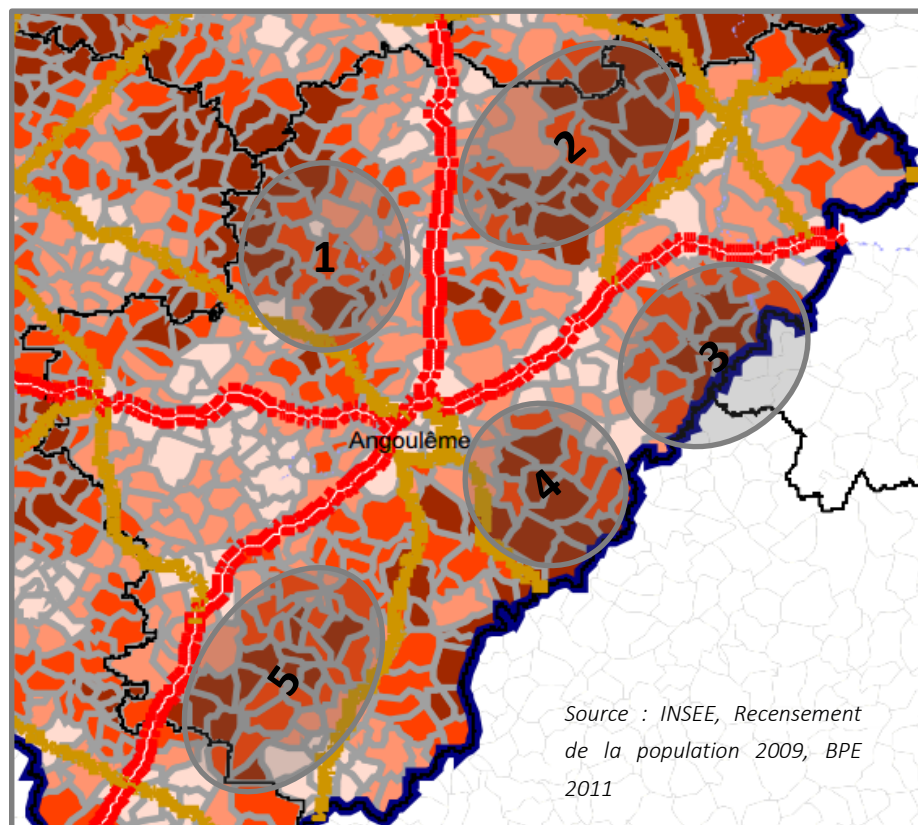 2
1
3
Angoulême
4
5
Source : INSEE, Recensement
de la population 2009, BPE
2011